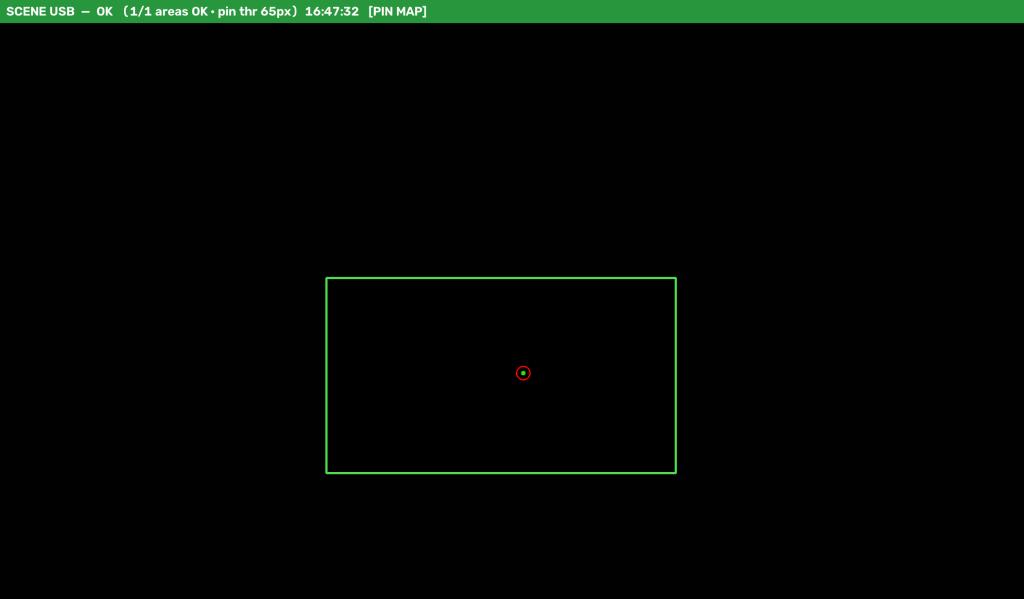 SCENE USB — OK (1/1 areas OK · pin thr 65px) 16:47:32 [PIN MAP]